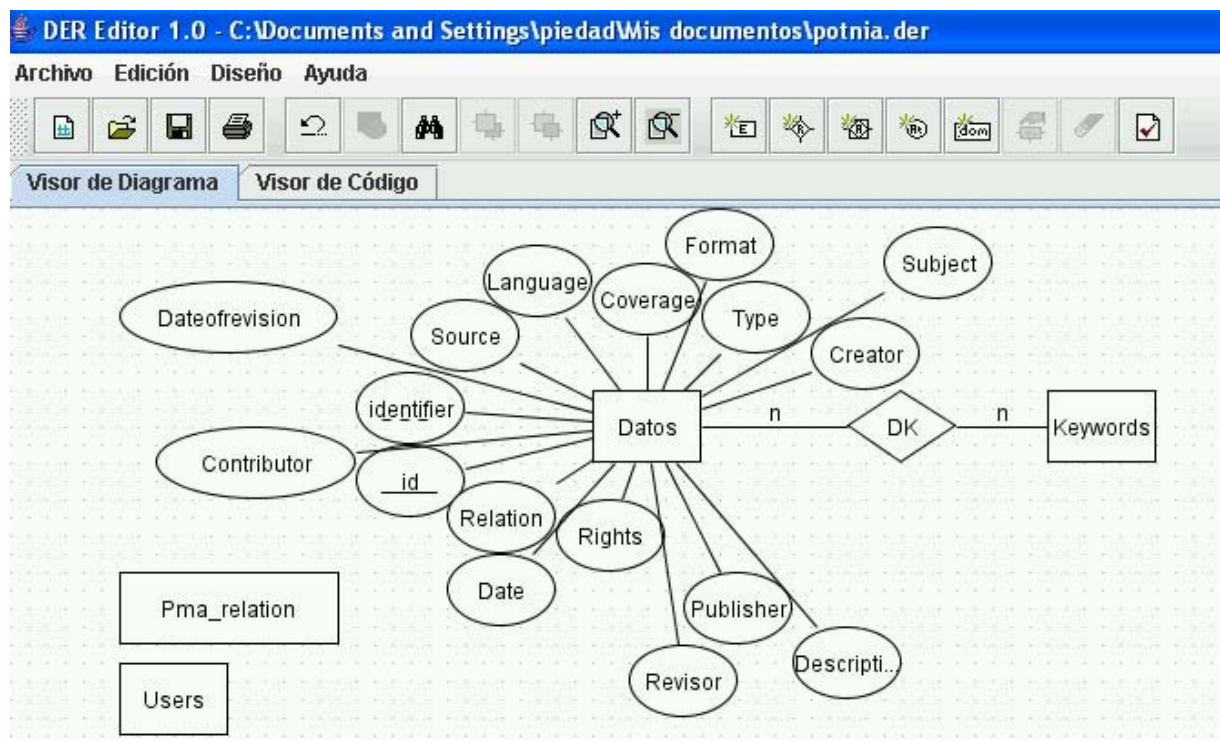 DER Editor 1.0 - C:\Documents and Settings\piedad\Mis documentos\potnia.der
Archivo Edición Diseño Ayuda
E R R At dom
Visor de Diagrama Visor de Código
Format
Subject
Language
Coverage
Dateofrevision
Type
Source
Creator
identifier
n
n
Datos
DK
Keywords
Contributor
id
Relation
Rights
Date
Pma_relation
Publisher
Descripti...
Revisor
Users